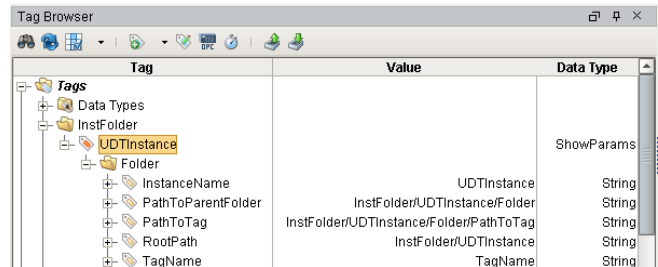 Tag Browser
OPC
Tag Value Data Type
Tags
Data Types
InstFolder
UDTInstance ShowParams
Folder
InstanceName UDTInstance String
PathToParentFolder InstFolder/UDTInstance/Folder String
PathToTag InstFolder/UDTInstance/Folder/PathToTag String
RootPath InstFolder/UDTInstance String
TagName TagName String